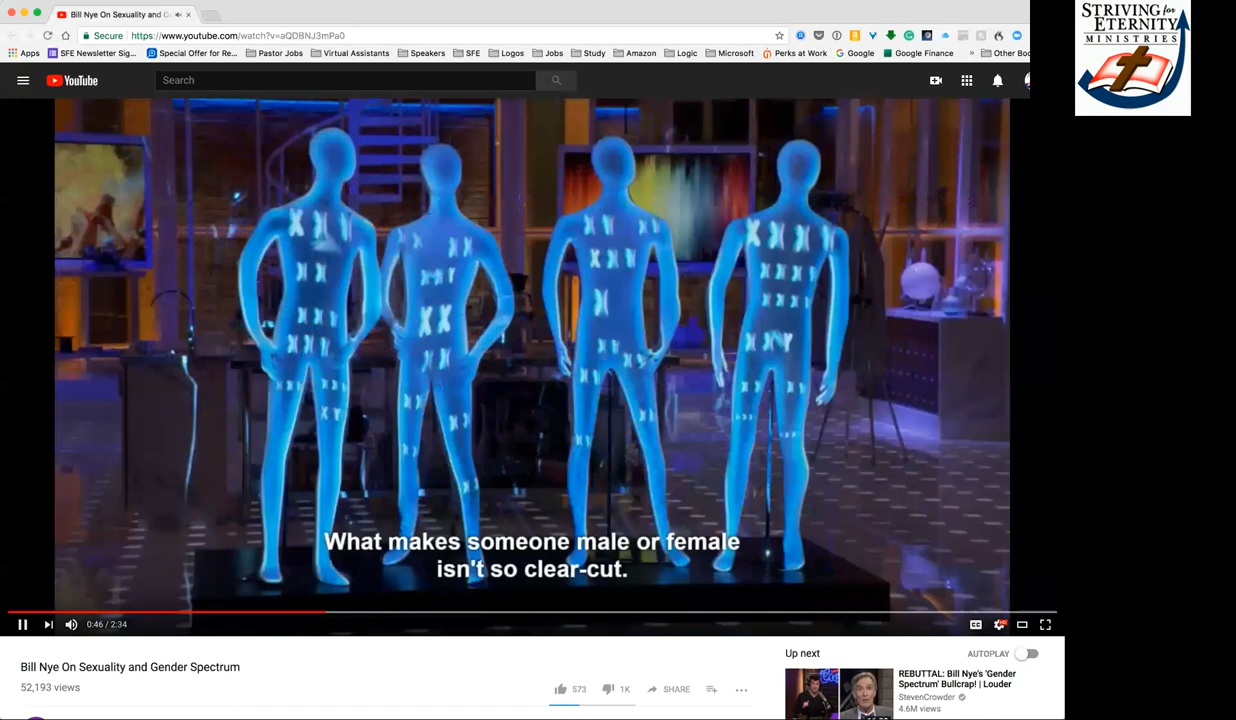 Bill Nye On Sexuality and G
STRIVING for
ETERNITY
MINISTRIES
Secure
https://www.youtube.com/watch?v=aQDBNJ3mPa0
Apps
SFE Newsletter Sig...
Special Offer for Re...
Pastor Jobs
Virtual Assistants
Speakers
SFE
Logos
Jobs
Study
Amazon
Logic
Microsoft
Perks at Work
Google
Google Finance
»
Other Boo
YouTube
Search
What makes someone male or female
isn't so clear-cut.
0:46 / 2:34
CC
HD
Bill Nye On Sexuality and Gender Spectrum
52,193 views
573
1K
SHARE
Up next
AUTOPLAY
REBUTTAL: Bill Nye's 'Gender
Spectrum' Bullcrap! | Louder
StevenCrowder
4.6M views